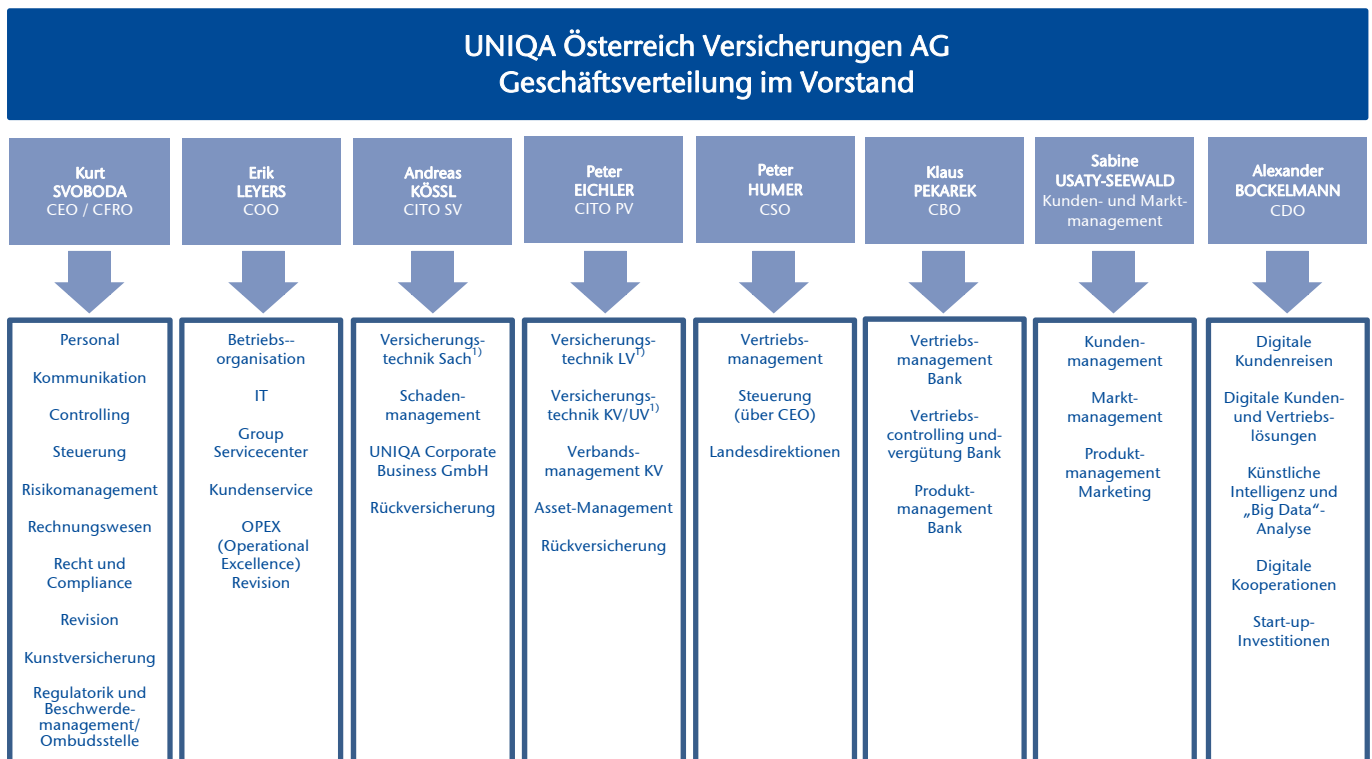 UNIQA Österreich Versicherungen AG
Geschäftsverteilung im Vorstand
Kurt
SVOBODA
CEO / CFRO
Erik
LEYERS
COO
Andreas
KÖSSL
CITO SV
Peter
EICHLER
CITO PV
Peter
HUMER
CSO
Klaus
PEKAREK
CBO
Sabine
USATY-SEEWALD
Kunden- und Markt-
management
Alexander
BOCKELMANN
CDO
Personal
Kommunikation
Controlling
Steuerung
Risikomanagement
Rechnungswesen
Recht und
Compliance
Revision
Kunstversicherung
Regulatorik und
Beschwerde-
management/
Ombudsstelle
Betriebs--
organisation
IT
Group
Servicecenter
Kundenservice
OPEX
(Operational
Excellence)
Revision
Versicherungs-
technik Sach1)
Schaden-
management
UNIQA Corporate
Business GmbH
Rückversicherung
Versicherungs-
technik LV1)
Versicherungs-
technik KV/UV1)
Verbands-
management KV
Asset-Management
Rückversicherung
Vertriebs-
management
Steuerung
(über CEO)
Landesdirektionen
Vertriebs-
management
Bank
Vertriebs-
controlling und-
vergütung Bank
Produkt-
management
Bank
Kunden-
management
Markt-
management
Produkt-
management
Marketing
Digitale
Kundenreisen
Digitale Kunden-
und Vertriebs-
lösungen
Künstliche
Intelligenz und
„Big Data“-
Analyse
Digitale
Kooperationen
Start-up-
Investitionen